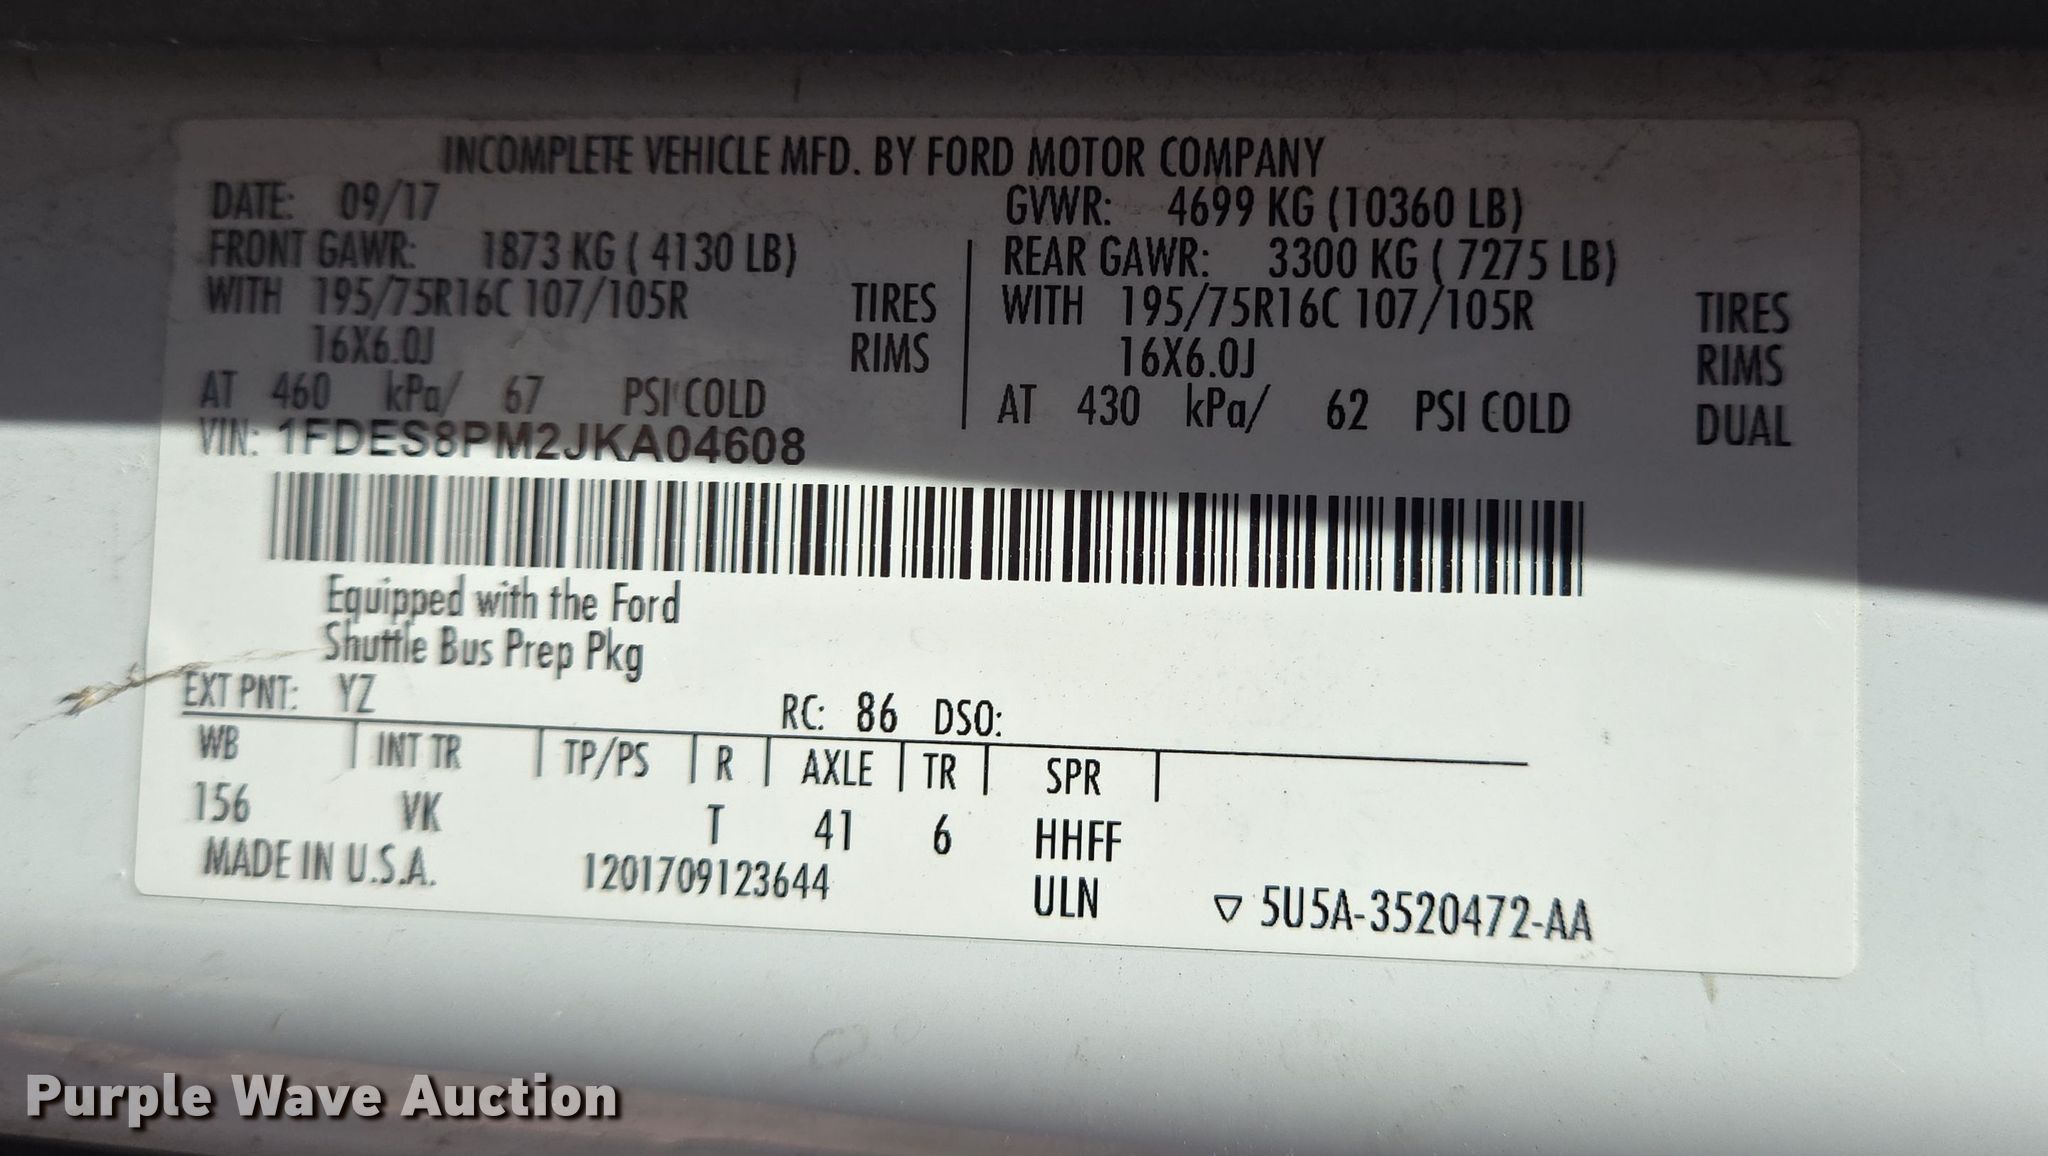 INCOMPLETE VEHICLE MFD. BY FORD MOTOR COMPANY
DATE: 09/17 GVWR: 4699 KG (10360 LB)
FRONT GAWR: 1873 KG ( 4130 LB) REAR GAWR: 3300 KG ( 7275 LB)
WITH 195/75R16C 107/105R TIRES WITH 195/75R16C 107/105R TIRES
16X6.0J RIMS 16X6.0J RIMS
AT 460 kPa/ 67 PSI COLD AT 430 kPa/ 62 PSI COLD DUAL
VIN: 1FDES8PM2JKA04608
Equipped with the Ford
Shuttle Bus Prep Pkg
EXT PNT: YZ RC: 86 DSO:
WB INT TR TP/PS R AXLE TR SPR
156 VK T 41 6 HHFF
MADE IN U.S.A. 1201709123644 ULN ▽ 5U5A-3520472-AA
Purple Wave Auction